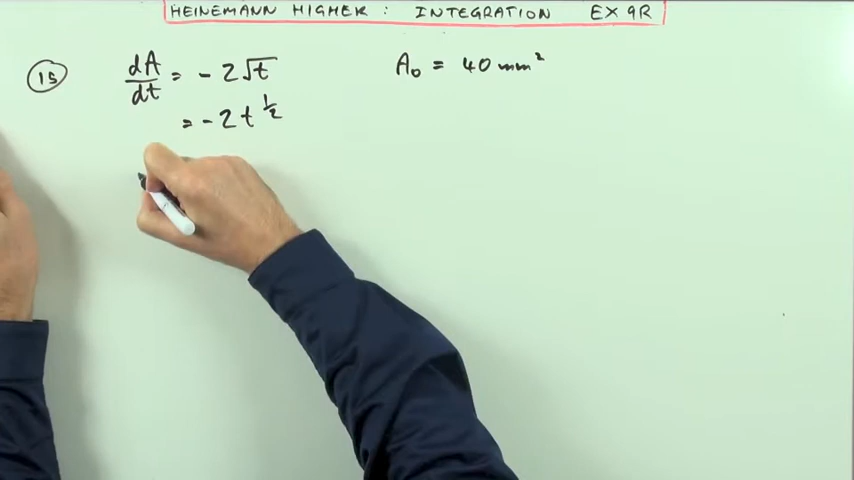 HEINEMANN HIGHER : INTEGRATION EX 9R
15 dA/dt = -2√t A₀ = 40 mm²
= -2t^½